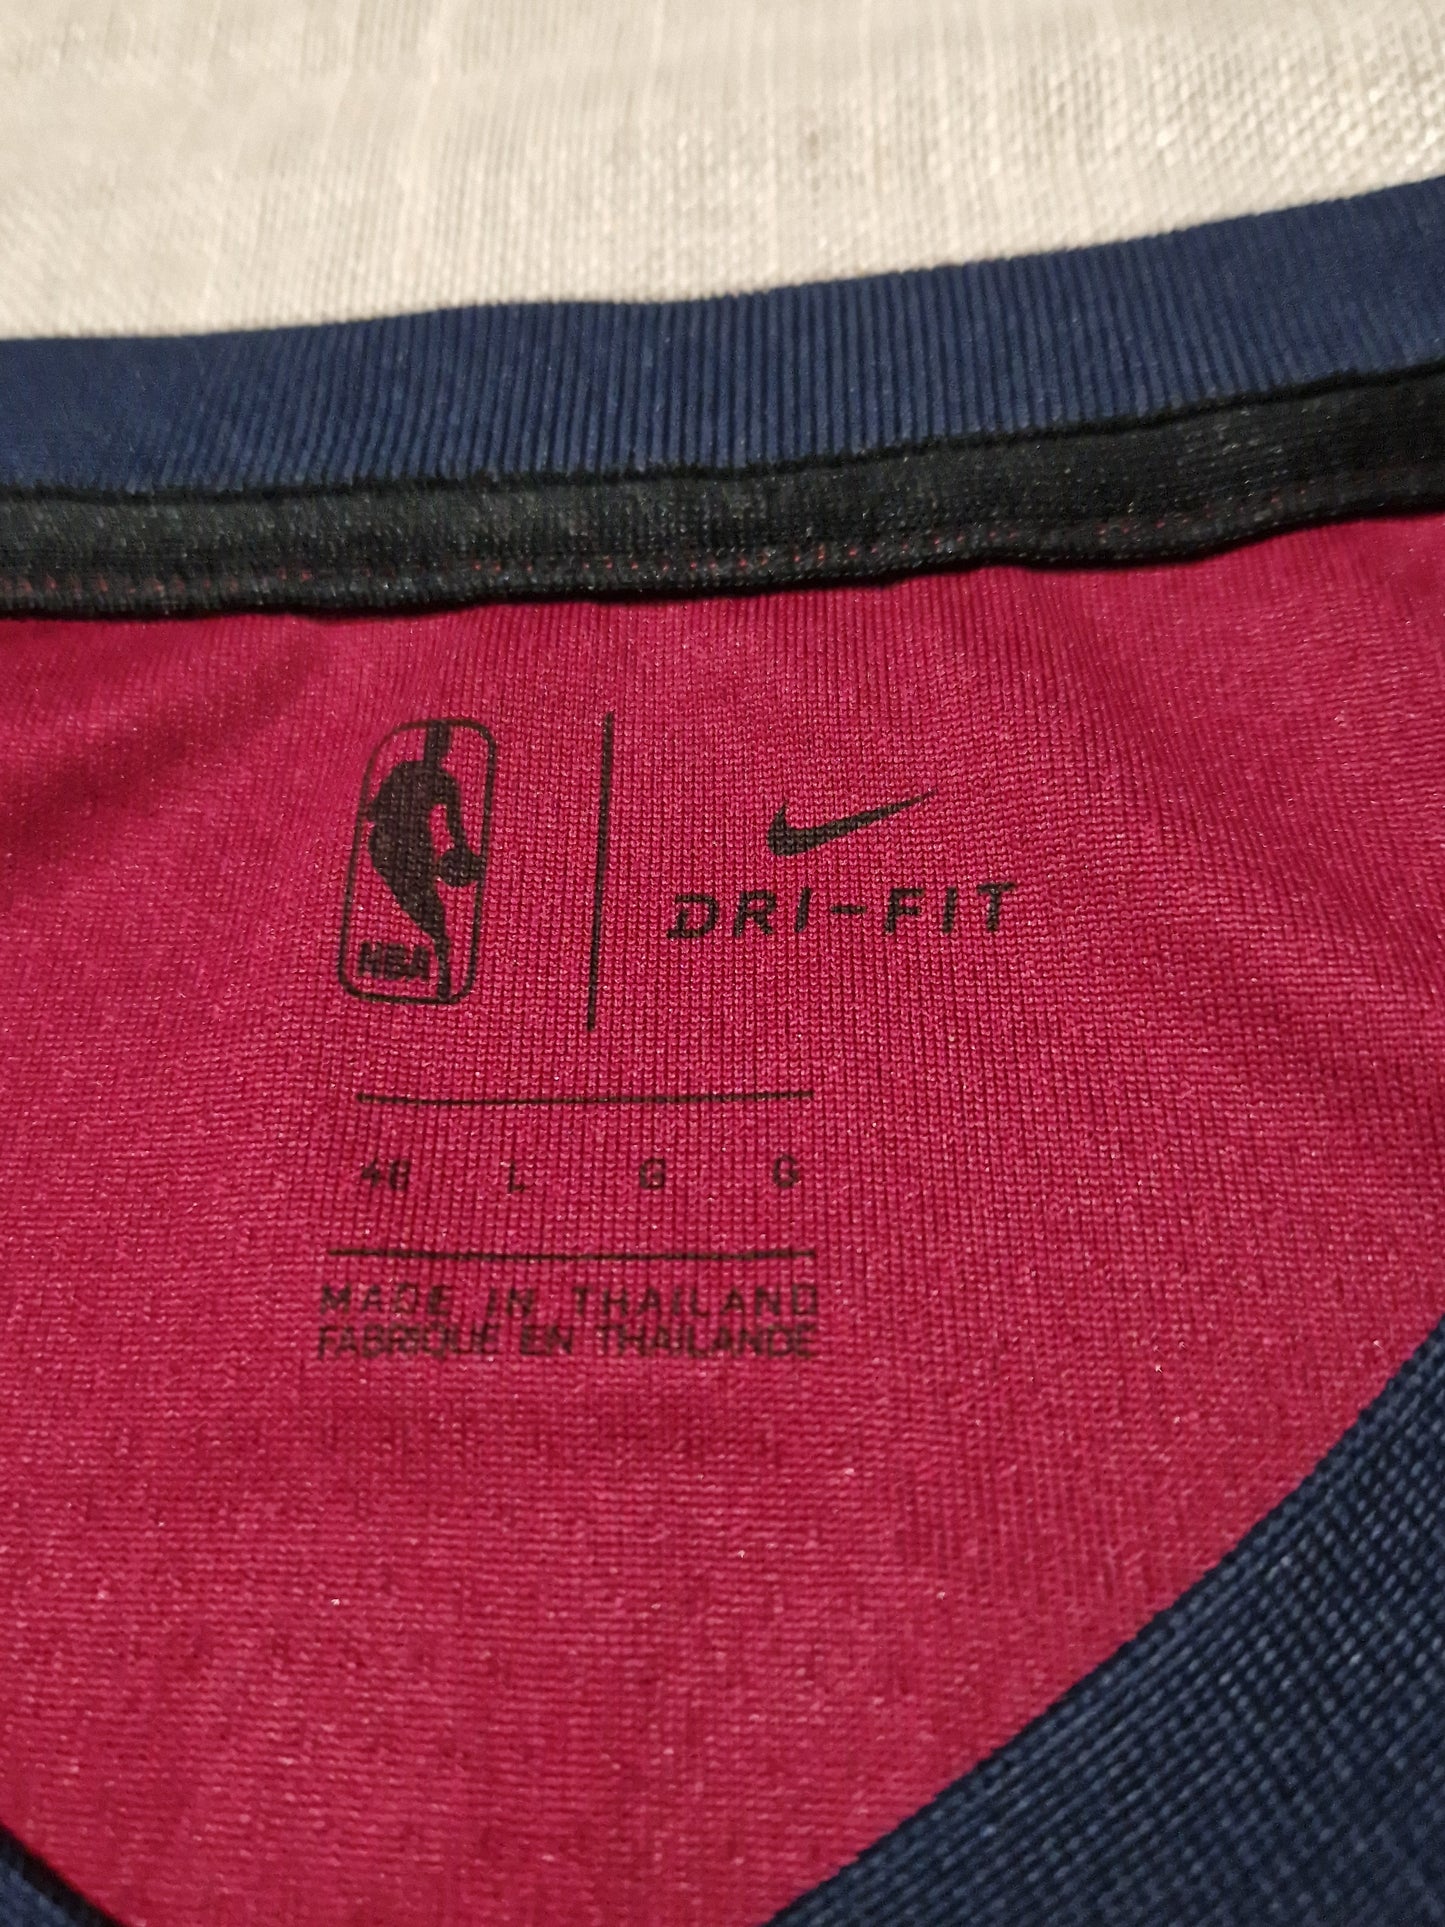 NBA
DRI-FIT
48 L G G
MADE IN THAILAND
FABRIQUE EN THAILANDE